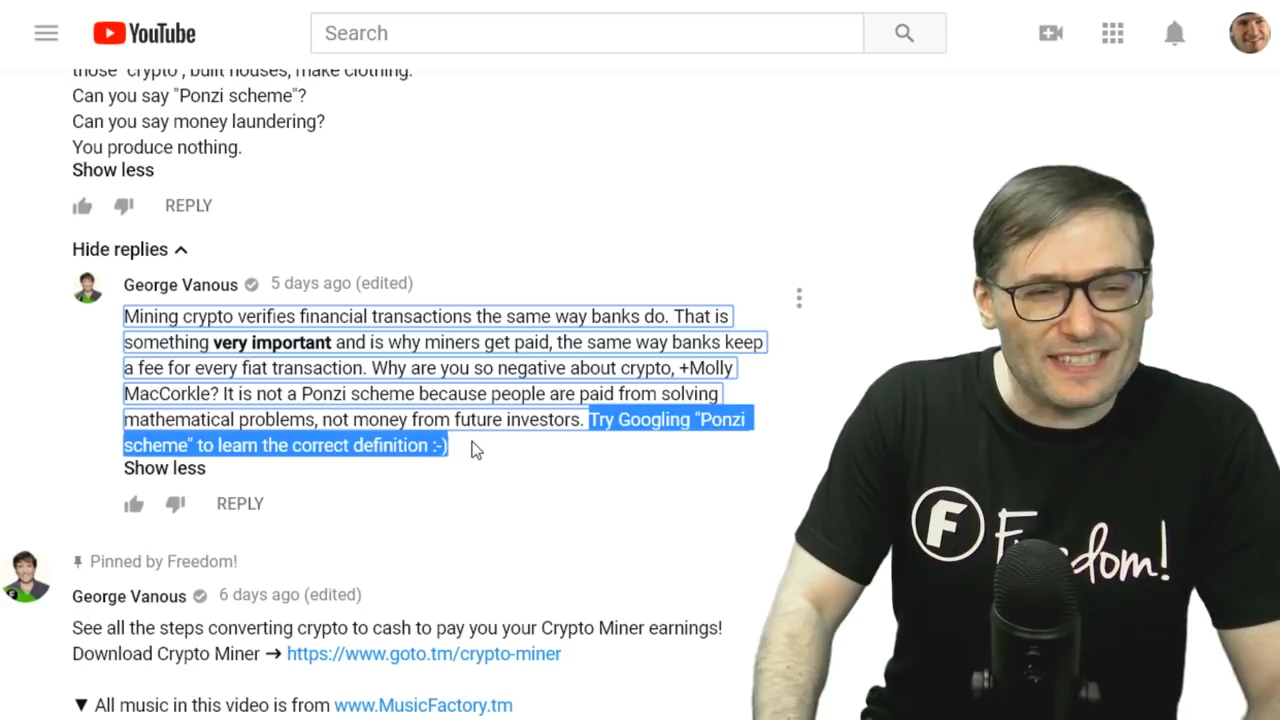 YouTube
Search
those "crypto", built houses, make clothing.
Can you say "Ponzi scheme"?
Can you say money laundering?
You produce nothing.
Show less
REPLY
Hide replies
George Vanous 5 days ago (edited)
Mining crypto verifies financial transactions the same way banks do. That is
something very important and is why miners get paid, the same way banks keep
a fee for every fiat transaction. Why are you so negative about crypto, +Molly
MacCorkle? It is not a Ponzi scheme because people are paid from solving
mathematical problems, not money from future investors. Try Googling "Ponzi
scheme" to learn the correct definition :-)
Show less
REPLY
Pinned by Freedom!
George Vanous 6 days ago (edited)
See all the steps converting crypto to cash to pay you your Crypto Miner earnings!
Download Crypto Miner → https://www.goto.tm/crypto-miner
▼ All music in this video is from www.MusicFactory.tm
F Freedom!